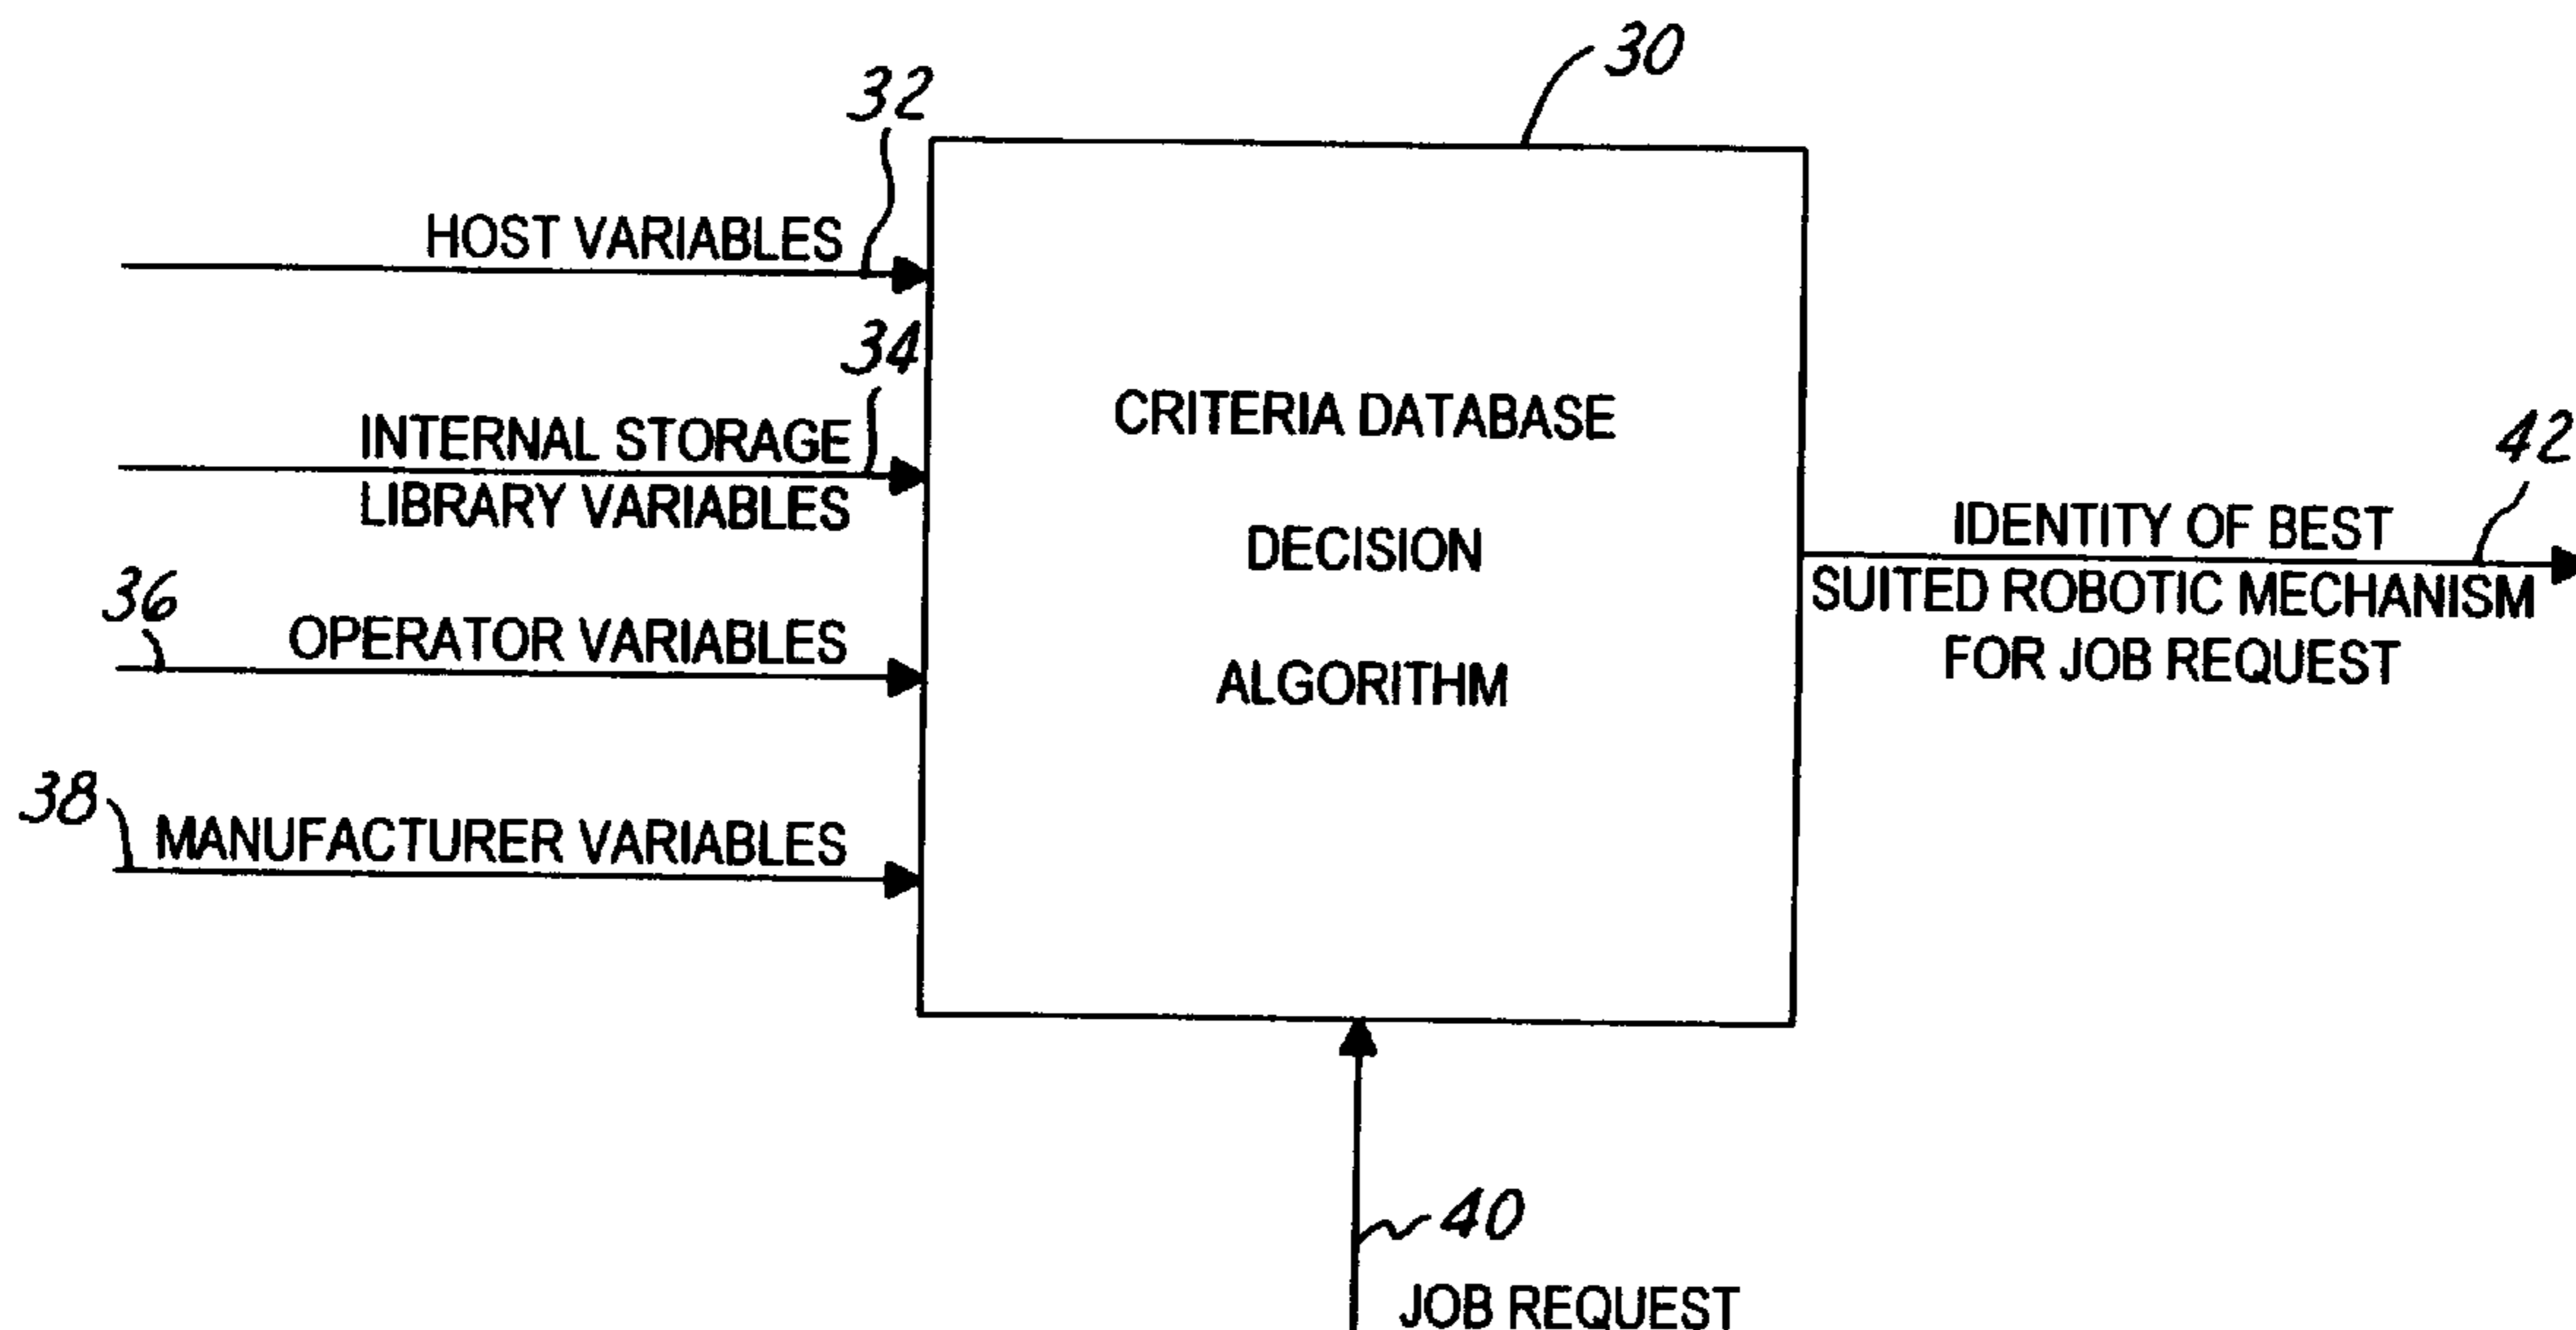 30
32
HOST VARIABLES
34
INTERNAL STORAGE
LIBRARY VARIABLES
36
OPERATOR VARIABLES
38
MANUFACTURER VARIABLES
CRITERIA DATABASE
DECISION
ALGORITHM
42
IDENTITY OF BEST
SUITED ROBOTIC MECHANISM
FOR JOB REQUEST
40
JOB REQUEST